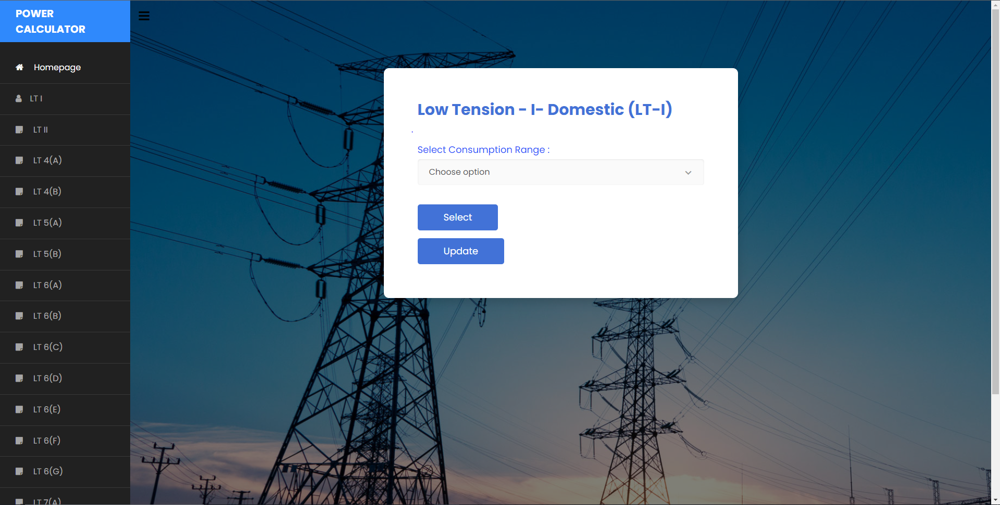 POWER
CALCULATOR
Homepage
LT I
LT II
LT 4(A)
LT 4(B)
LT 5(A)
LT 5(B)
LT 6(A)
LT 6(B)
LT 6(C)
LT 6(D)
LT 6(E)
LT 6(F)
LT 6(G)
LT 7(A)
Low Tension - I- Domestic (LT-I)
.
Select Consumption Range :
Choose option
Select
Update